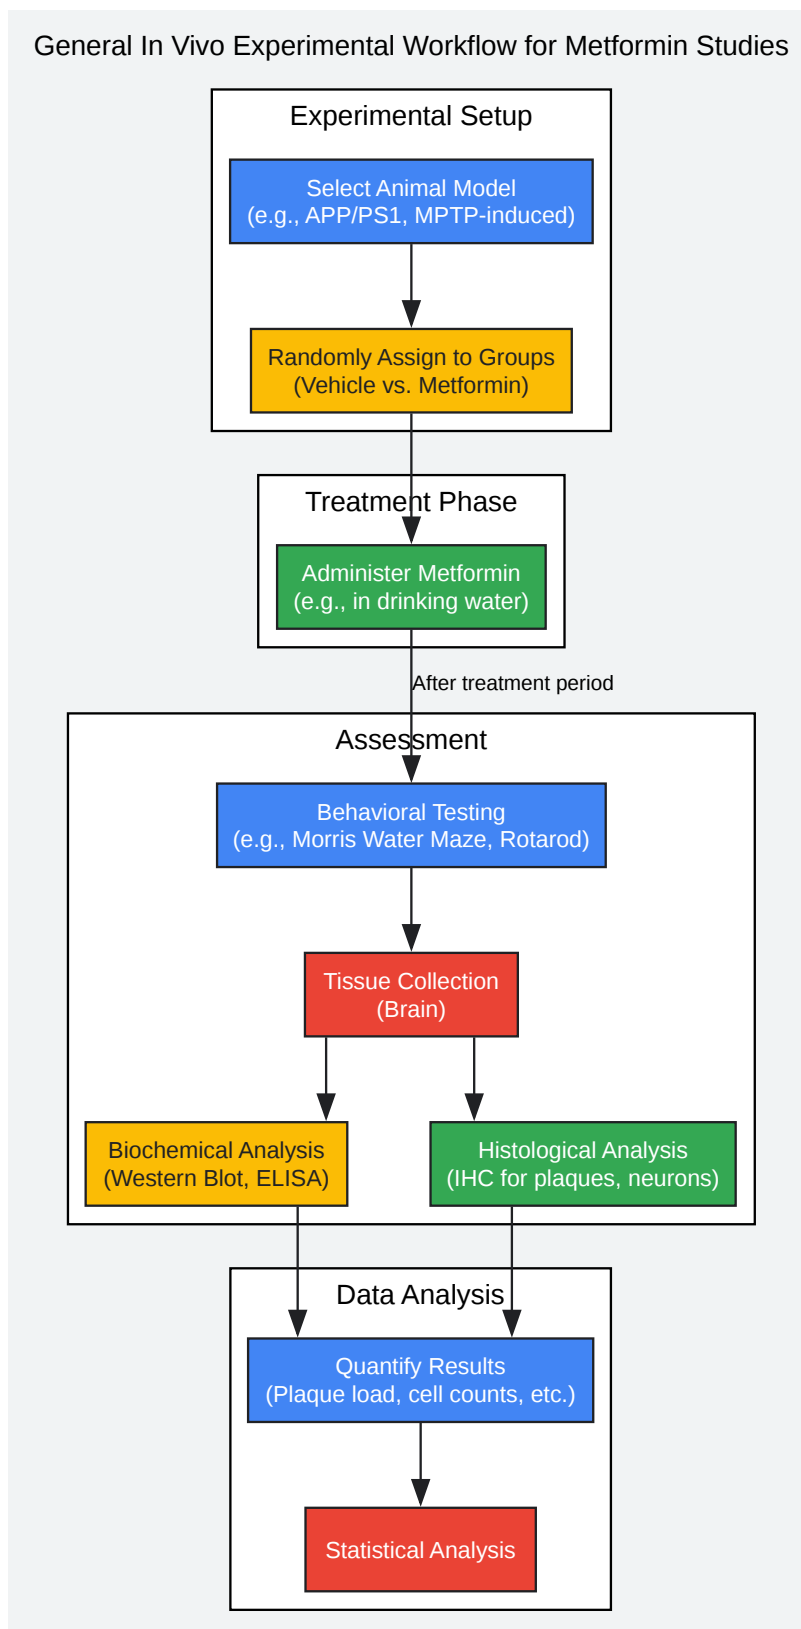 General In Vivo Experimental Workflow for Metformin Studies
Experimental Setup
Select Animal Model
(e.g., APP/PS1, MPTP-induced)
Randomly Assign to Groups
(Vehicle vs. Metformin)
Treatment Phase
Administer Metformin
(e.g., in drinking water)
After treatment period
Assessment
Behavioral Testing
(e.g., Morris Water Maze, Rotarod)
Tissue Collection
(Brain)
Biochemical Analysis
(Western Blot, ELISA)
Histological Analysis
(IHC for plaques, neurons)
Data Analysis
Quantify Results
(Plaque load, cell counts, etc.)
Statistical Analysis